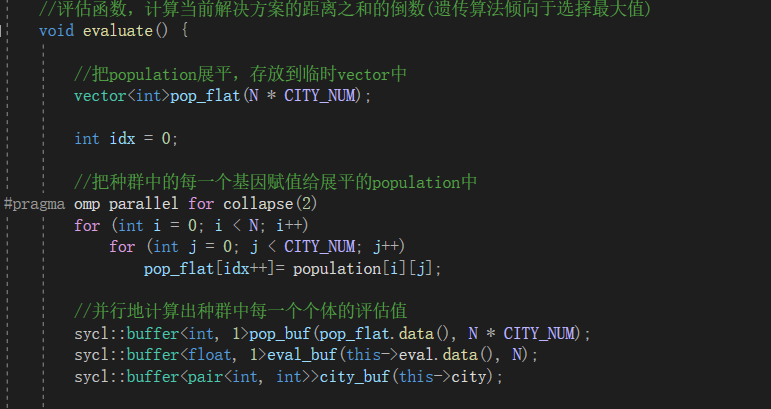 //评估函数，计算当前解决方案的距离之和的倒数(遗传算法倾向于选择最大值)
void evaluate() {
//把population展平，存放到临时vector中
vector<int>pop_flat(N * CITY_NUM);
int idx = 0;
//把种群中的每一个基因赋值给展平的population中
#pragma omp parallel for collapse(2)
for (int i = 0; i < N; i++)
for (int j = 0; j < CITY_NUM; j++)
pop_flat[idx++]= population[i][j];
//并行地计算出种群中每一个个体的评估值
sycl::buffer<int, 1>pop_buf(pop_flat.data(), N * CITY_NUM);
sycl::buffer<float, 1>eval_buf(this->eval.data(), N);
sycl::buffer<pair<int, int>>city_buf(this->city);